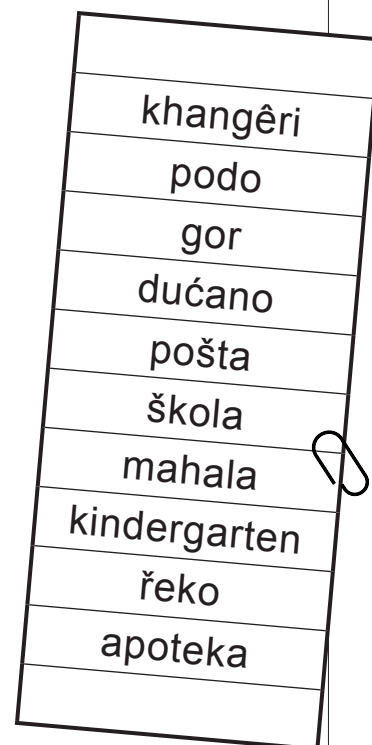 khangêri
podo
gor
dućano
pošta
škola
mahala
kindergarten
řeko
apoteka